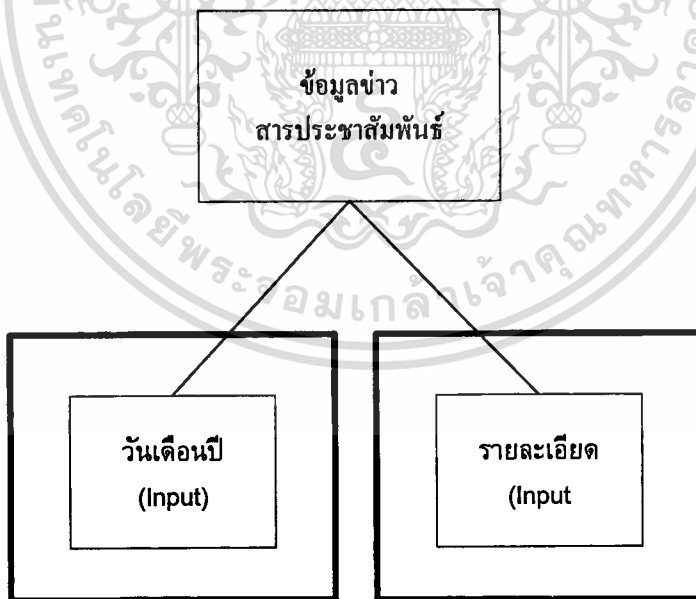 ข้อมูลข่าว
สารประชาสัมพันธ์
วันเดือนปี
(Input)
รายละเอียด
(Input